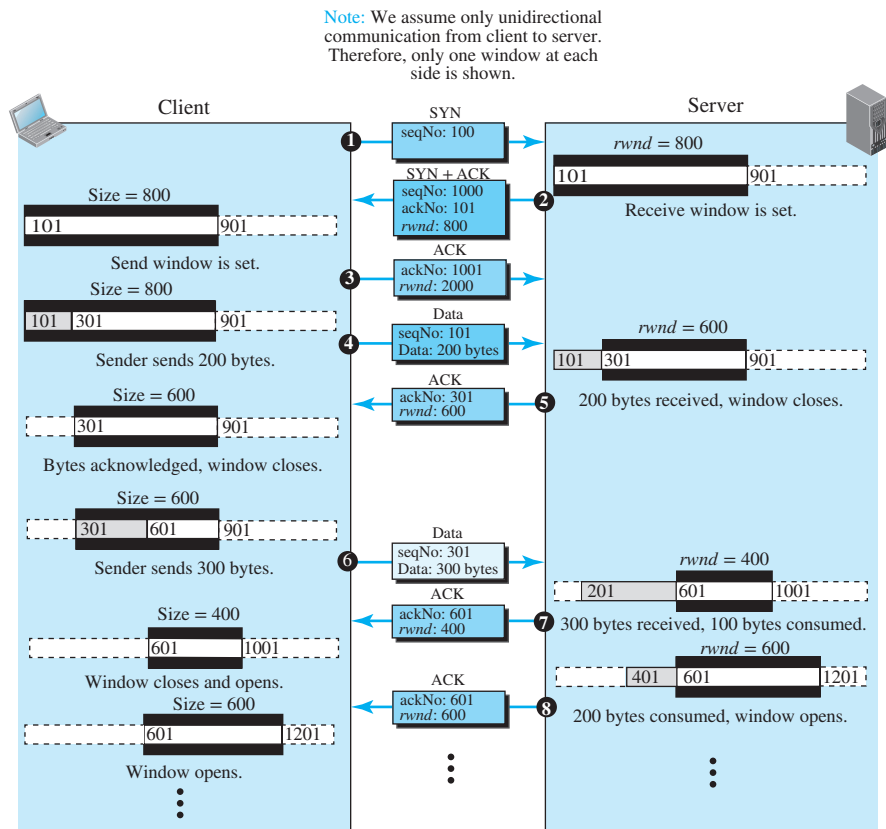 Note: We assume only unidirectional
communication from client to server.
Therefore, only one window at each
side is shown.
Client
Server
SYN
1
seqNo: 100
rwnd = 800
101
901
SYN + ACK
seqNo: 1000
ackNo: 101
rwnd: 800
2
Receive window is set.
Size = 800
101
901
Send window is set.
ACK
3
ackNo: 1001
rwnd: 2000
Size = 800
101
301
901
Sender sends 200 bytes.
Data
4
seqNo: 101
Data: 200 bytes
rwnd = 600
101
301
901
200 bytes received, window closes.
ACK
ackNo: 301
rwnd: 600
5
Size = 600
301
901
Bytes acknowledged, window closes.
Size = 600
301
601
901
Sender sends 300 bytes.
Data
6
seqNo: 301
Data: 300 bytes
rwnd = 400
201
601
1001
300 bytes received, 100 bytes consumed.
ACK
ackNo: 601
rwnd: 400
7
Size = 400
601
1001
Window closes and opens.
rwnd = 600
401
601
1201
200 bytes consumed, window opens.
ACK
ackNo: 601
rwnd: 600
8
Size = 600
601
1201
Window opens.